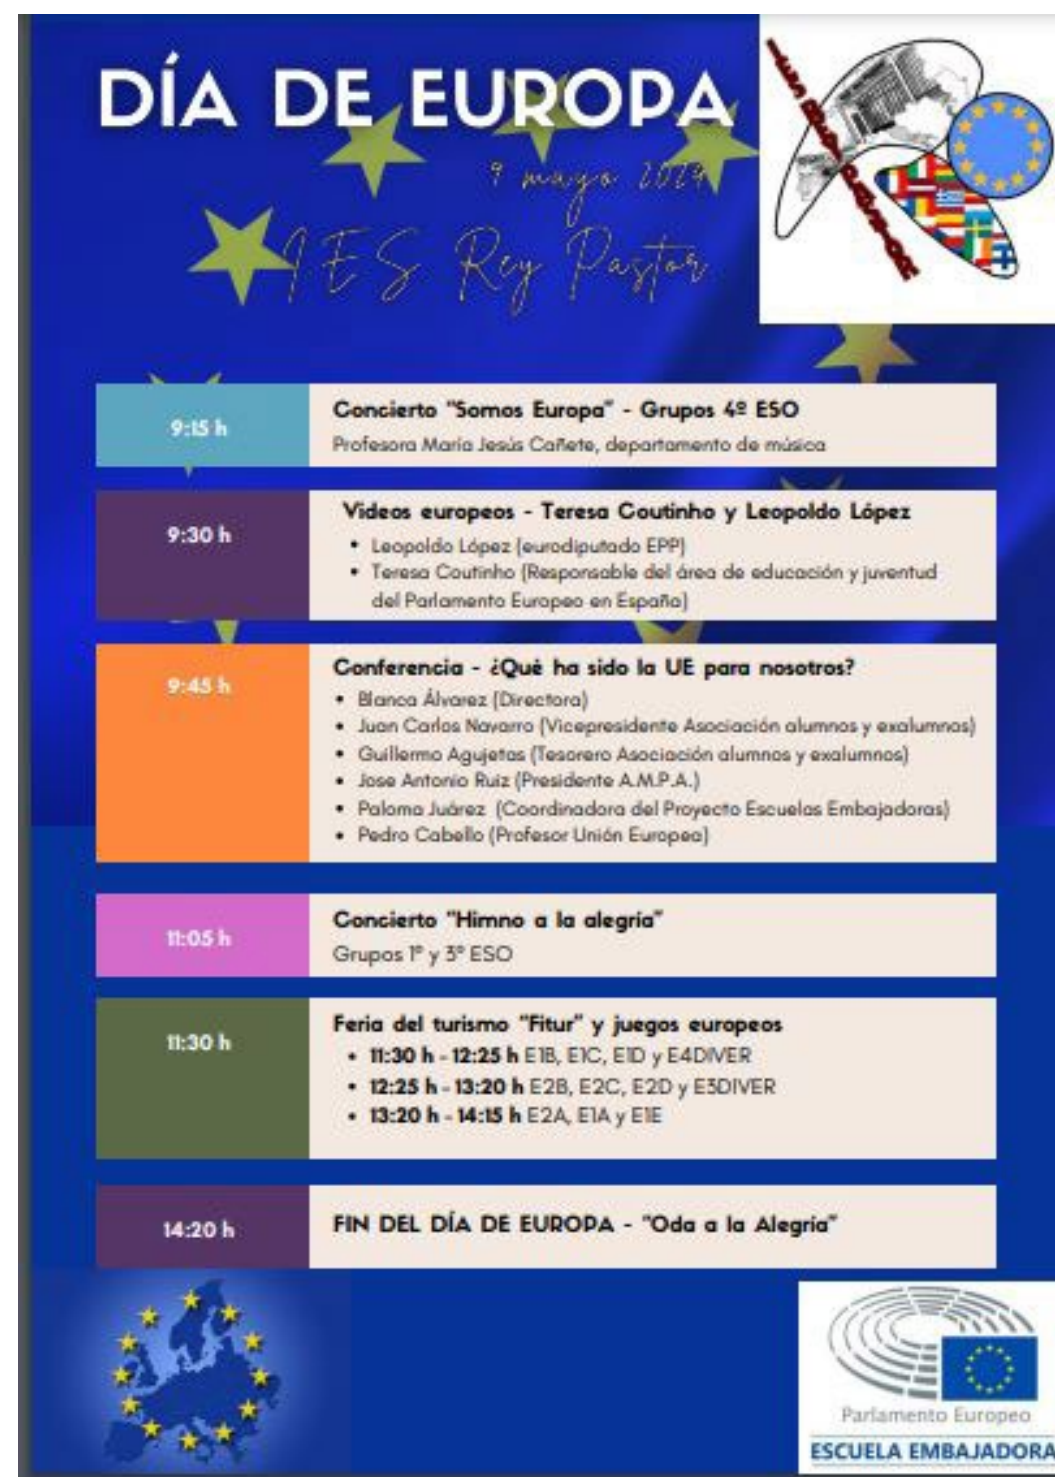 DÍA DE EUROPA
9 mayo 2024
I.E.S Rey Pastor
IES REY PASTOR
9:15 h
Concierto "Somos Europa" - Grupos 4º ESO
Profesora María Jesús Cañete, departamento de música
9:30 h
Videos europeos - Teresa Coutinho y Leopoldo López
• Leopoldo López (eurodiputado EPP)
• Teresa Coutinho (Responsable del área de educación y juventud
del Parlamento Europeo en España)
9:45 h
Conferencia - ¿Qué ha sido la UE para nosotros?
• Blanca Álvarez (Directora)
• Juan Carlos Navarro (Vicepresidente Asociación alumnos y exalumnos)
• Guillermo Agujetas (Tesorero Asociación alumnos y exalumnos)
• Jose Antonio Ruiz (Presidente A.M.P.A.)
• Paloma Juárez (Coordinadora del Proyecto Escuelas Embajadoras)
• Pedro Cabello (Profesor Unión Europea)
11:05 h
Concierto "Himno a la alegría"
Grupos 1º y 3º ESO
11:30 h
Feria del turismo "Fitur" y juegos europeos
• 11:30 h - 12:25 h E1B, E1C, E1D y E4DIVER
• 12:25 h - 13:20 h E2B, E2C, E2D y E3DIVER
• 13:20 h - 14:15 h E2A, E1A y E1E
14:20 h
FIN DEL DÍA DE EUROPA - "Oda a la Alegría"
Parlamento Europeo
ESCUELA EMBAJADORA